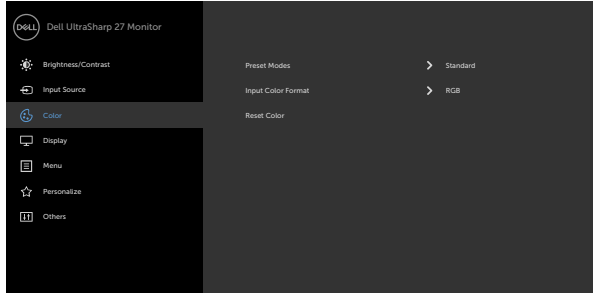 DELL
Dell UltraSharp 27 Monitor
Brightness/Contrast
Input Source
Color
Display
Menu
Personalize
Others
Preset Modes Standard
Input Color Format RGB
Reset Color